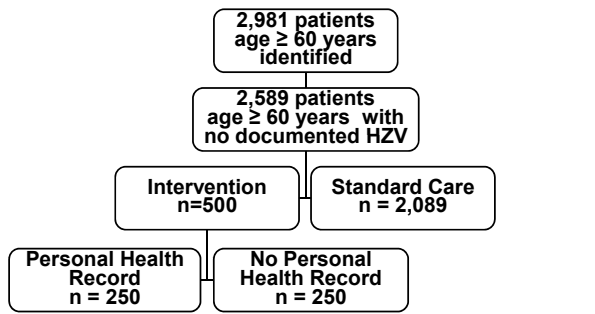 2,981 patients
age ≥ 60 years
identified
2,589 patients
age ≥ 60 years with
no documented HZV
Intervention
n=500
Standard Care
n = 2,089
Personal Health
Record
n = 250
No Personal
Health Record
n = 250